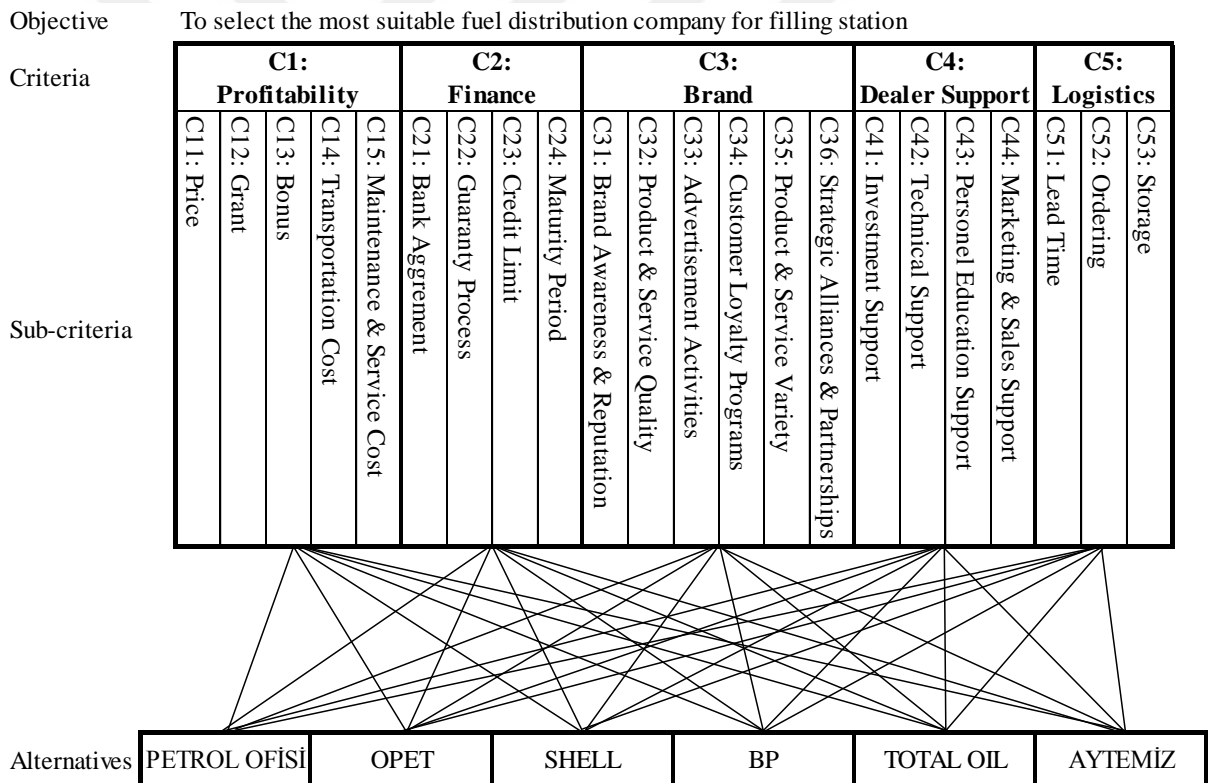 Objective To select the most suitable fuel distribution company for filling station
Criteria
C1:
Profitability
C2:
Finance
C3:
Brand
C4:
Dealer Support
C5:
Logistics
Sub-criteria
C11: Price
C12: Grant
C13: Bonus
C14: Transportation Cost
C15: Maintenance & Service Cost
C21: Bank Aggrement
C22: Guaranty Process
C23: Credit Limit
C24: Maturity Period
C31: Brand Awareness & Reputation
C32: Product & Service Quality
C33: Advertisement Activities
C34: Customer Loyalty Programs
C35: Product & Service Variety
C36: Strategic Alliances & Partnerships
C41: Investment Support
C42: Technical Support
C43: Personel Education Support
C44: Marketing & Sales Support
C51: Lead Time
C52: Ordering
C53: Storage
Alternatives PETROL OFİSİ OPET SHELL BP TOTAL OIL AYTEMİZ